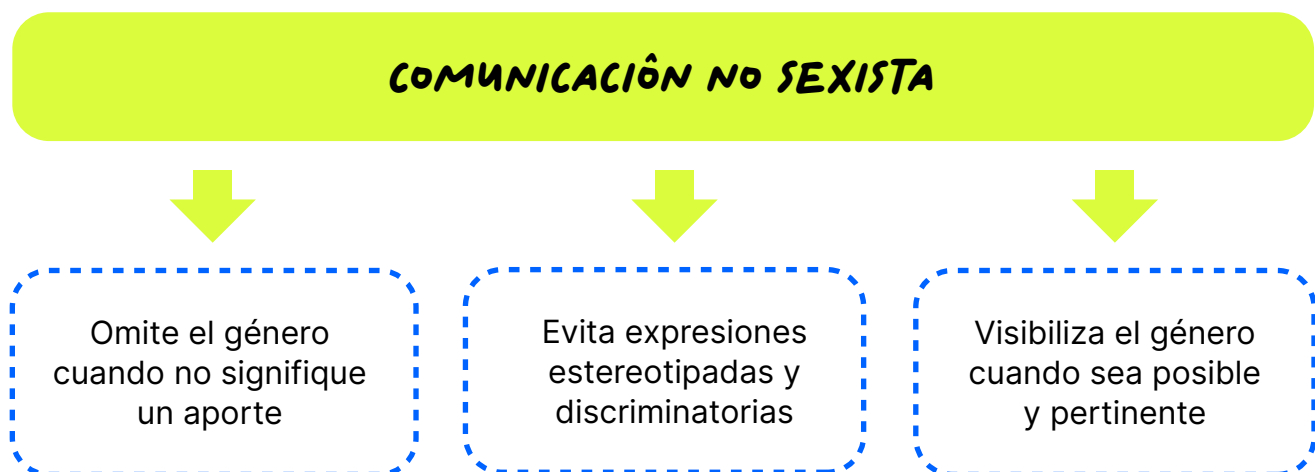 COMUNICACIÔN NO SEXISTA
Omite el género
cuando no signifique
un aporte
Evita expresiones
estereotipadas y
discriminatorias
Visibiliza el género
cuando sea posible
y pertinente